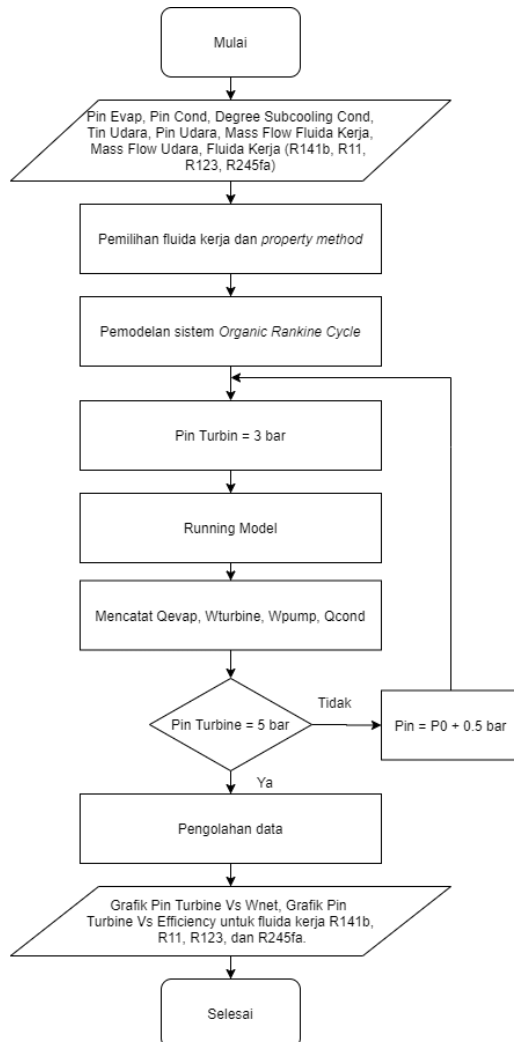 Mulai
Pin Evap, Pin Cond, Degree Subcooling Cond,
Tin Udara, Pin Udara, Mass Flow Fluida Kerja,
Mass Flow Udara, Fluida Kerja (R141b, R11,
R123, R245fa)
Pemilihan fluida kerja dan property method
Pemodelan sistem Organic Rankine Cycle
Pin Turbin = 3 bar
Running Model
Mencatat Qevap, Wturbine, Wpump, Qcond
Pin Turbine = 5 bar
Tidak
Pin = P0 + 0.5 bar
Ya
Pengolahan data
Grafik Pin Turbine Vs Wnet, Grafik Pin
Turbine Vs Efficiency untuk fluida kerja R141b,
R11, R123, dan R245fa.
Selesai